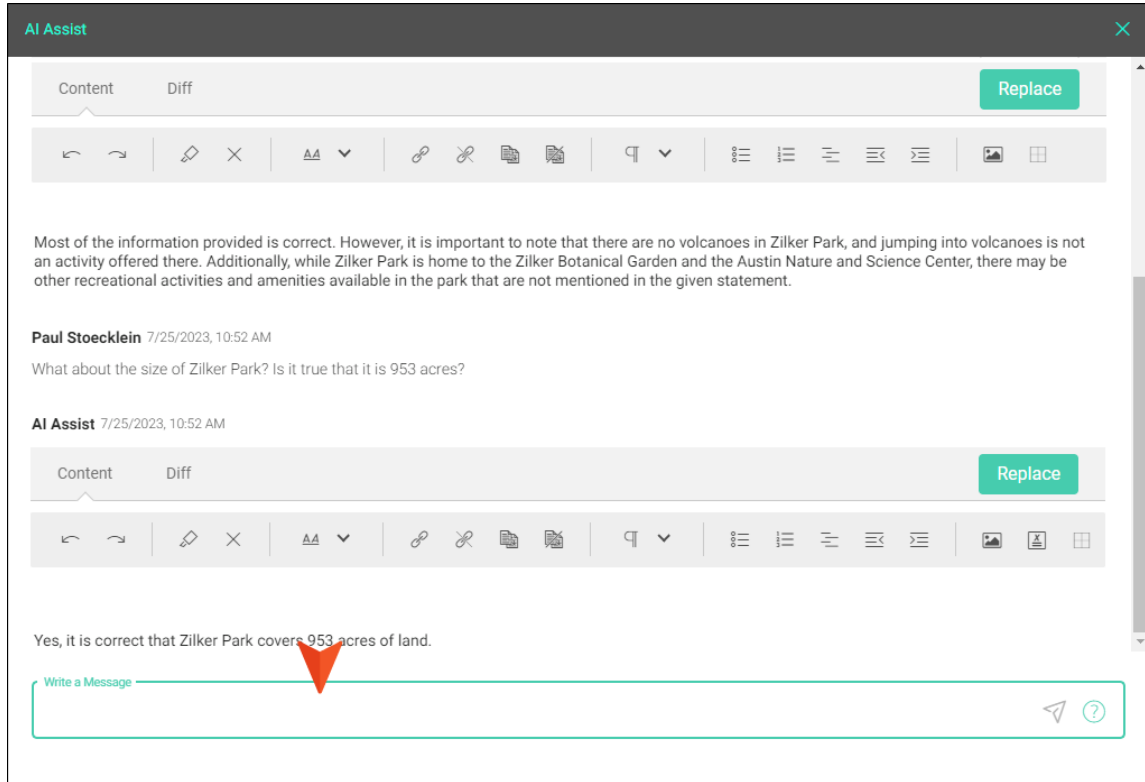 AI Assist
Content Diff Replace
Most of the information provided is correct. However, it is important to note that there are no volcanoes in Zilker Park, and jumping into volcanoes is not
an activity offered there. Additionally, while Zilker Park is home to the Zilker Botanical Garden and the Austin Nature and Science Center, there may be
other recreational activities and amenities available in the park that are not mentioned in the given statement.
Paul Stoecklein 7/25/2023, 10:52 AM
What about the size of Zilker Park? Is it true that it is 953 acres?
AI Assist 7/25/2023, 10:52 AM
Content Diff Replace
Yes, it is correct that Zilker Park covers 953 acres of land.
Write a Message